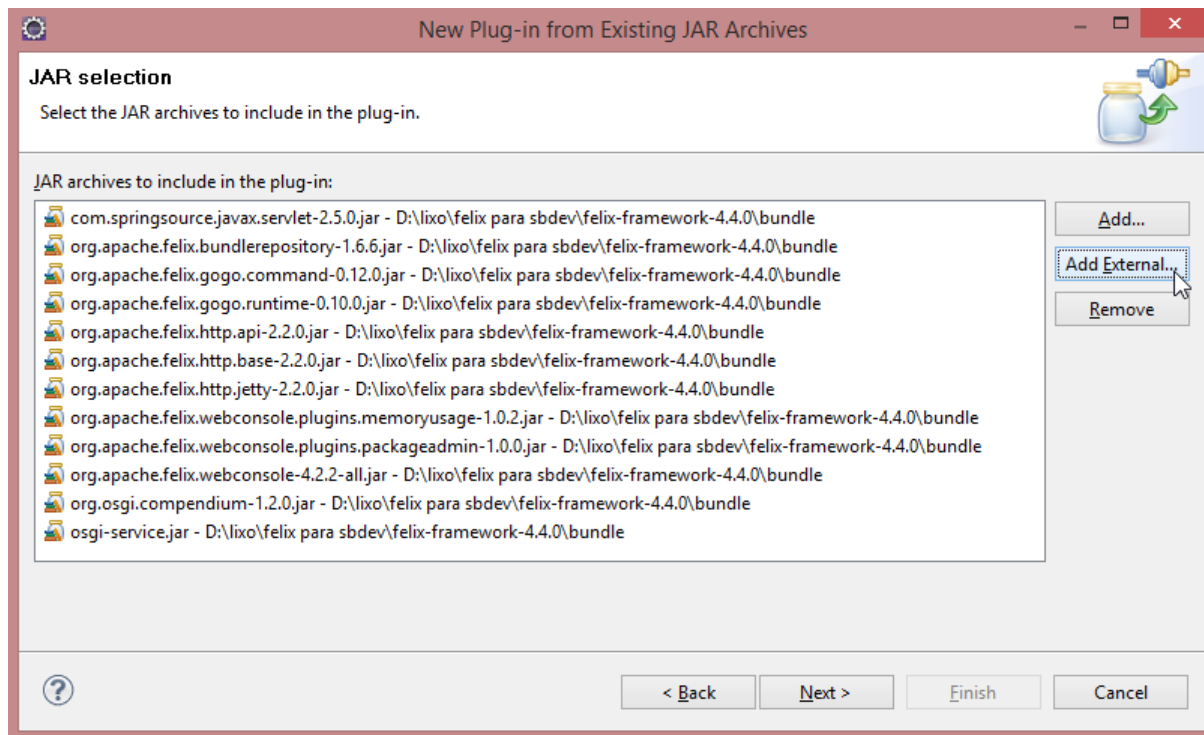 New Plug-in from Existing JAR Archives
JAR selection
Select the JAR archives to include in the plug-in.
JAR archives to include in the plug-in:
com.springsource.javax.servlet-2.5.0.jar - D:\lixo\felix para sbdev\felix-framework-4.4.0\bundle
org.apache.felix.bundlerepository-1.6.6.jar - D:\lixo\felix para sbdev\felix-framework-4.4.0\bundle
org.apache.felix.gogo.command-0.12.0.jar - D:\lixo\felix para sbdev\felix-framework-4.4.0\bundle
org.apache.felix.gogo.runtime-0.10.0.jar - D:\lixo\felix para sbdev\felix-framework-4.4.0\bundle
org.apache.felix.http.api-2.2.0.jar - D:\lixo\felix para sbdev\felix-framework-4.4.0\bundle
org.apache.felix.http.base-2.2.0.jar - D:\lixo\felix para sbdev\felix-framework-4.4.0\bundle
org.apache.felix.http.jetty-2.2.0.jar - D:\lixo\felix para sbdev\felix-framework-4.4.0\bundle
org.apache.felix.webconsole.plugins.memoryusage-1.0.2.jar - D:\lixo\felix para sbdev\felix-framework-4.4.0\bundle
org.apache.felix.webconsole.plugins.packageadmin-1.0.0.jar - D:\lixo\felix para sbdev\felix-framework-4.4.0\bundle
org.apache.felix.webconsole-4.2.2-all.jar - D:\lixo\felix para sbdev\felix-framework-4.4.0\bundle
org.osgi.compendium-1.2.0.jar - D:\lixo\felix para sbdev\felix-framework-4.4.0\bundle
osgi-service.jar - D:\lixo\felix para sbdev\felix-framework-4.4.0\bundle
Add...
Add External...
Remove
?
< Back
Next >
Finish
Cancel